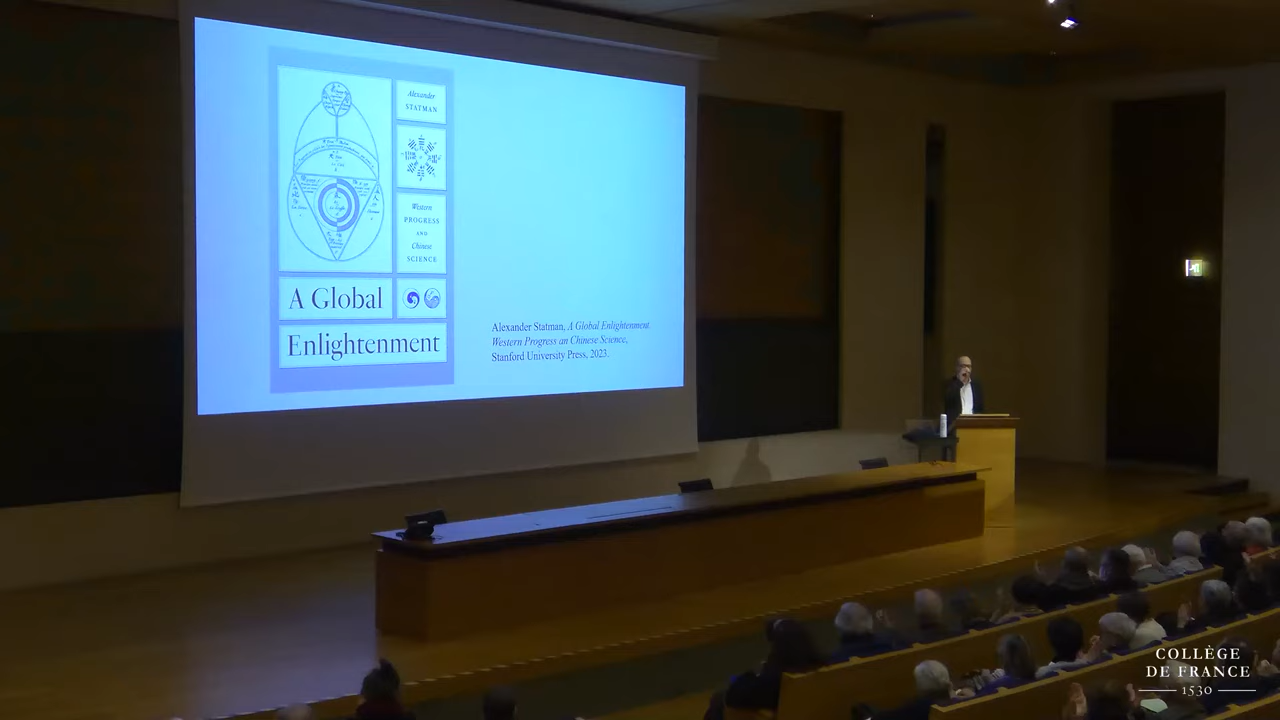 Alexander
STATMAN
Western
PROGRESS
AND
Chinese
SCIENCE
A Global
Enlightenment
Alexander Statman, A Global Enlightenment.
Western Progress an Chinese Science,
Stanford University Press, 2023.
COLLÈGE
DE FRANCE
1530